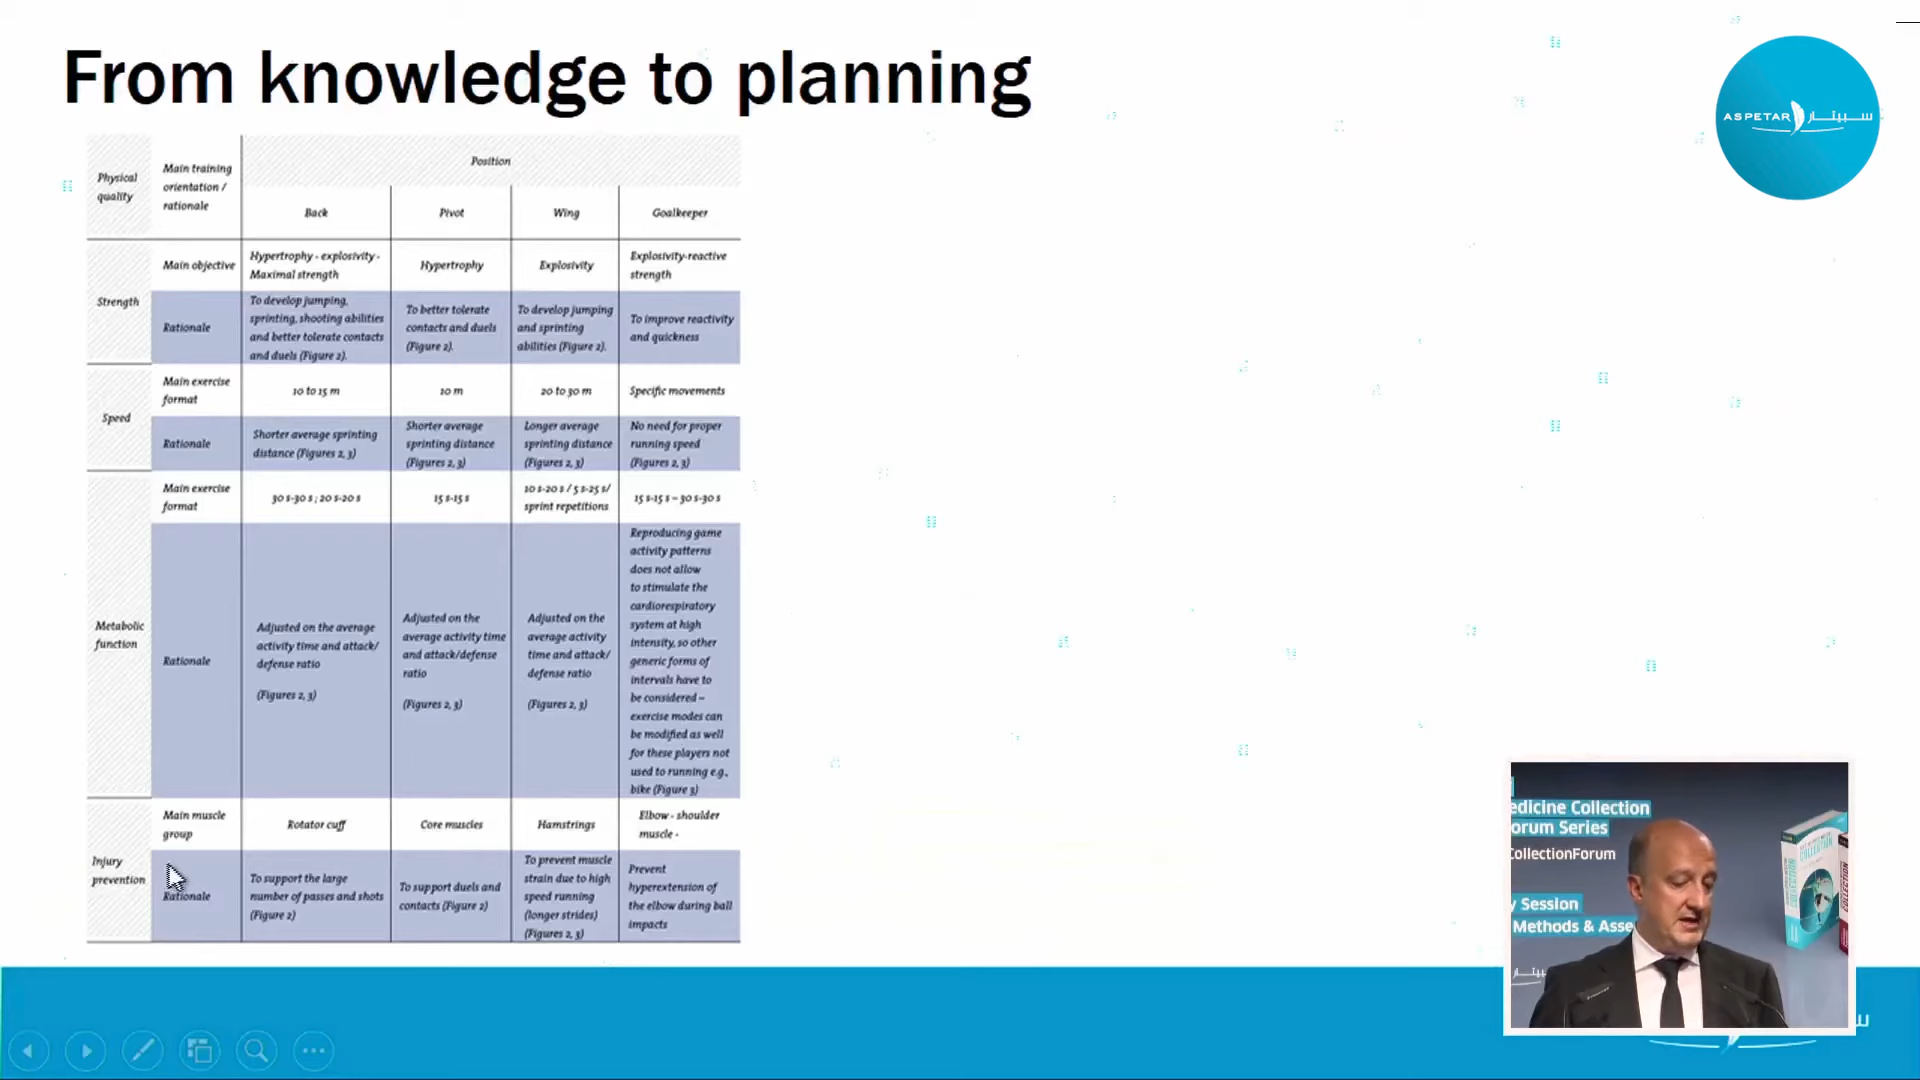 From knowledge to planning
ASPETAR سبيتار
Physical
quality
Main training
orientation /
rationale
Position
Back
Pivot
Wing
Goalkeeper
Strength
Main objective
Hypertrophy - explosivity -
Maximal strength
Hypertrophy
Explosivity
Explosivity-reactive
strength
Rationale
To develop jumping,
sprinting, shooting abilities
and better tolerate contacts
and duels (Figure 2).
To better tolerate
contacts and duels
(Figure 2).
To develop jumping
and sprinting
abilities (Figure 2).
To improve reactivity
and quickness
Speed
Main exercise
format
10 to 15 m
10 m
20 to 30 m
Specific movements
Rationale
Shorter average sprinting
distance (Figures 2, 3)
Shorter average
sprinting distance
(Figures 2, 3)
Longer average
sprinting distance
(Figures 2, 3)
No need for proper
running speed
(Figures 2, 3)
Metabolic
function
Main exercise
format
30 s-30 s ; 20 s-20 s
15 s-15 s
10 s-20 s / 5 s-25 s/
sprint repetitions
15 s-15 s – 30 s-30 s
Rationale
Adjusted on the average
activity time and attack/
defense ratio
(Figures 2, 3)
Adjusted on the
average activity time
and attack/defense
ratio
(Figures 2, 3)
Adjusted on the
average activity
time and attack/
defense ratio
(Figures 2, 3)
Reproducing game
activity patterns
does not allow
to stimulate the
cardiorespiratory
system at high
intensity, so other
generic forms of
intervals have to
be considered –
exercise modes can
be modified as well
for these players not
used to running e.g.,
bike (Figure 3)
Injury
prevention
Main muscle
group
Rotator cuff
Core muscles
Hamstrings
Elbow - shoulder
muscle -
Rationale
To support the large
number of passes and shots
(Figure 2)
To support duels and
contacts (Figure 2)
To prevent muscle
strain due to high
speed running
(longer strides)
(Figures 2, 3)
Prevent
hyperextension of
the elbow during ball
impacts
edicine Collection
orum Series
CollectionForum
y Session
Methods & Asse
COLLECTION